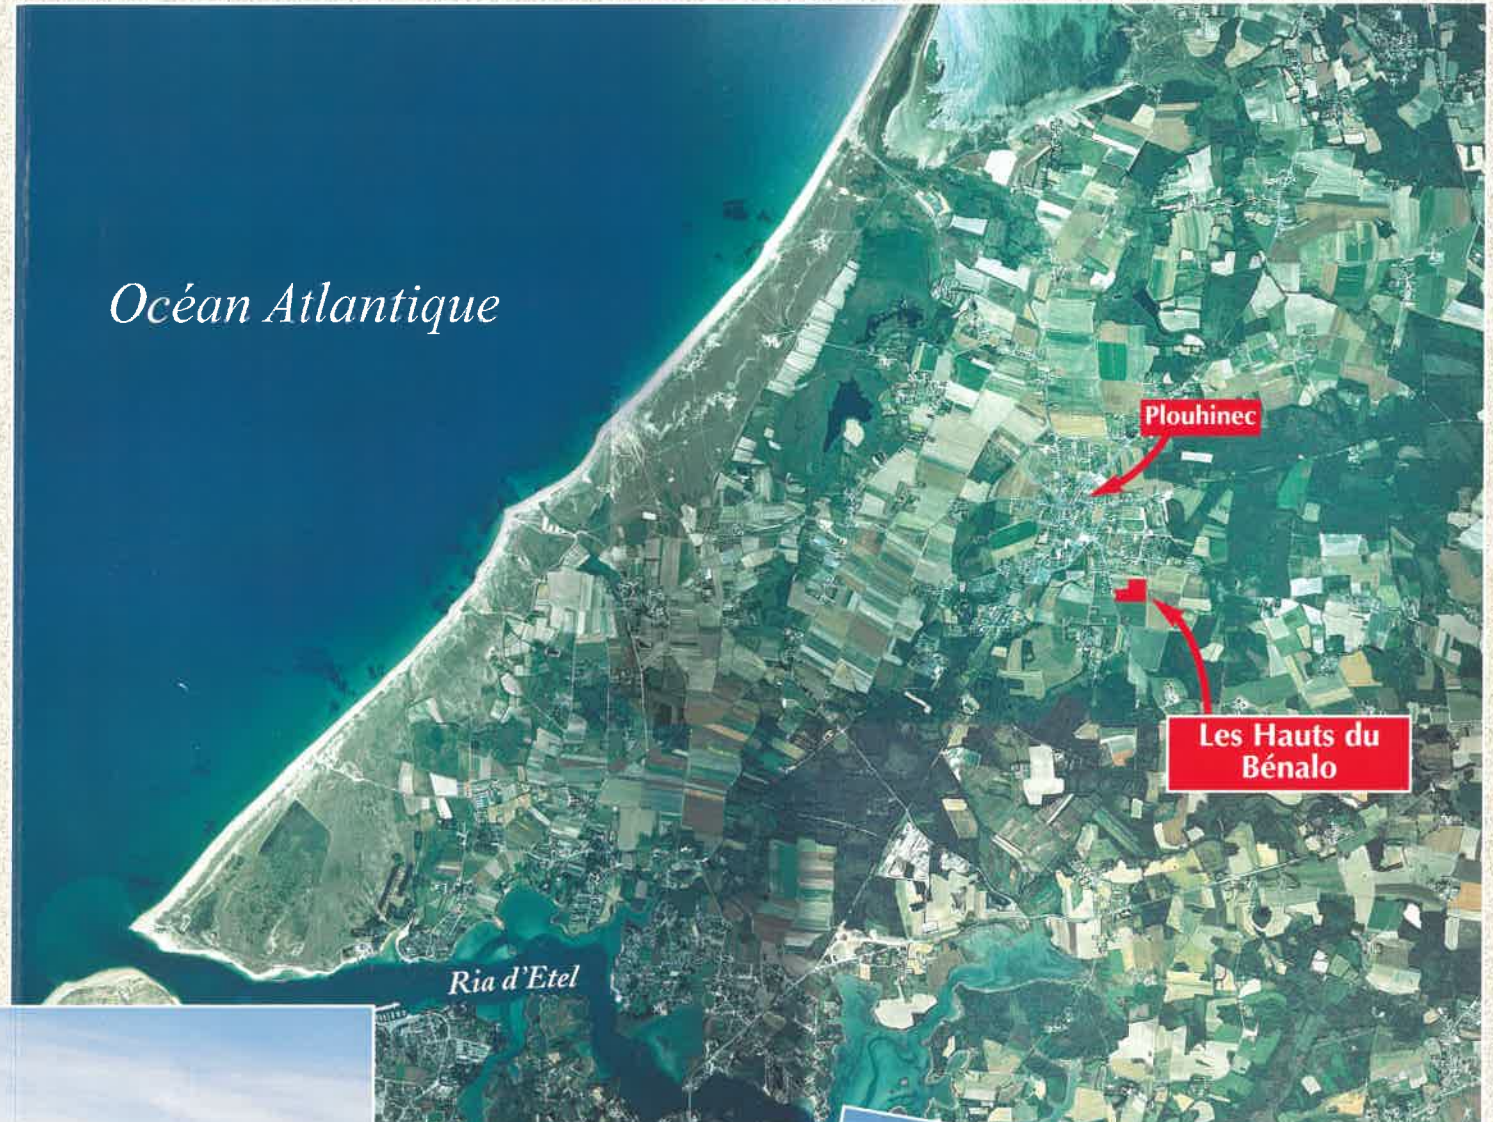 Océan Atlantique
Plouhinec
Les Hauts du
Bénalo
Ria d'Etel